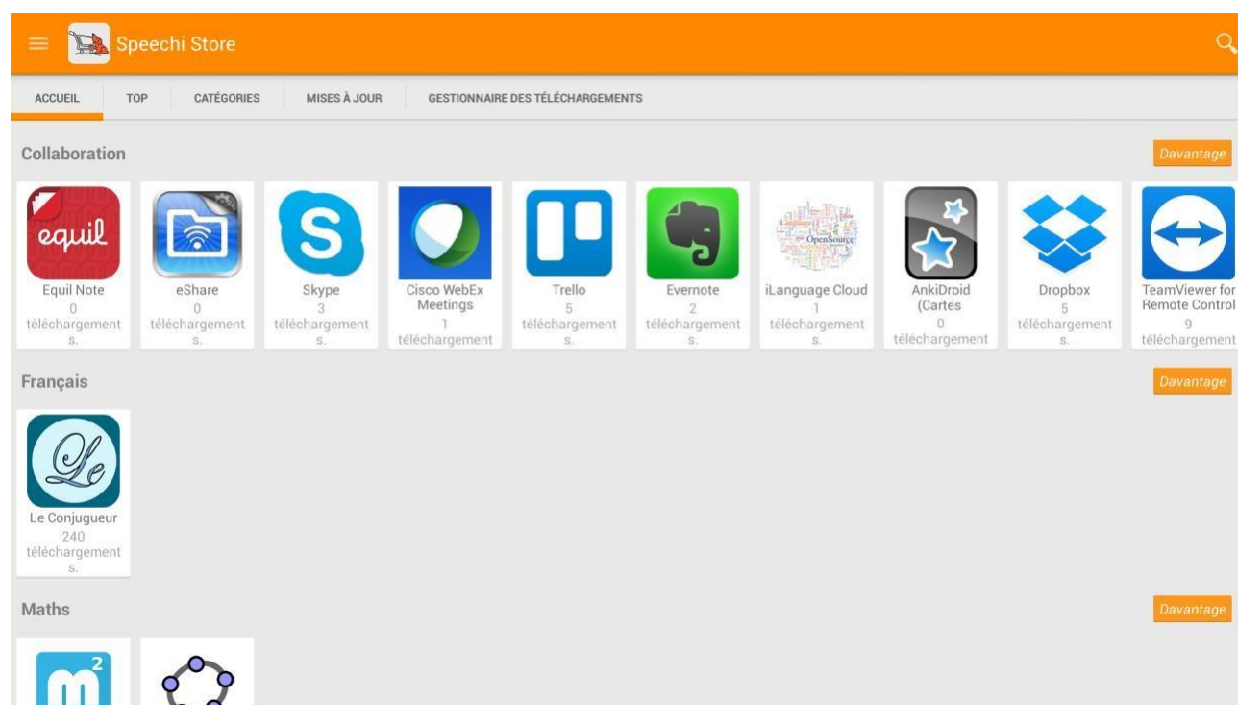 Speechi Store
ACCUEIL TOP CATÉGORIES MISES À JOUR GESTIONNAIRE DES TÉLÉCHARGEMENTS
Collaboration Davantage
equil
OpenSource
Equil Note
0
téléchargement
s.
eShare
0
téléchargement
s.
S
Skype
3
téléchargement
s.
Cisco WebEx
Meetings
1
téléchargement
Trello
5
téléchargement
s.
Evernote
2
téléchargement
s.
iLanguage Cloud
1
téléchargement
s.
AnkiDroid
(Cartes
0
téléchargement
Dropbox
5
téléchargement
s.
TeamViewer for
Remote Control
9
téléchargement
s.
Français Davantage
Le
Le Conjugueur
240
téléchargement
s.
Maths Davantage
m2